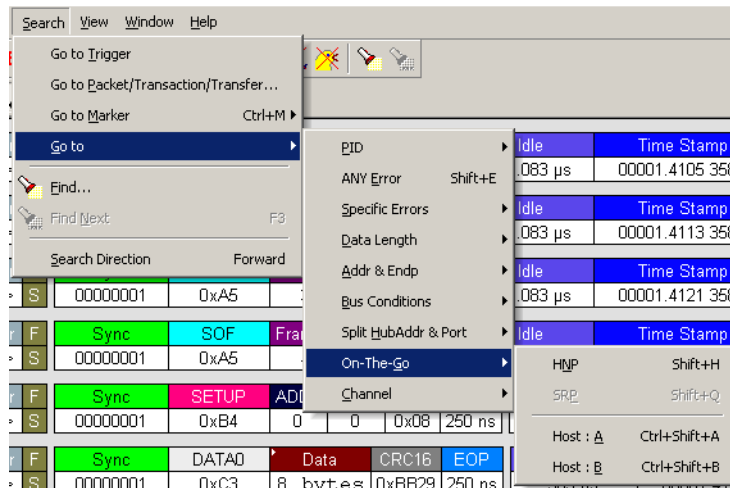 Search View Window Help
Go to Trigger
Go to Packet/Transaction/Transfer...
Go to Marker Ctrl+M
Go to
Find...
Find Next F3
Search Direction Forward
PID
ANY Error Shift+E
Specific Errors
Data Length
Addr & Endp
Bus Conditions
Split HubAddr & Port
On-The-Go
Channel
HNP Shift+H
SRP Shift+Q
Host : A Ctrl+Shift+A
Host : B Ctrl+Shift+B
Idle Time Stamp
.083 µs 00001.4105 358
Idle Time Stamp
.083 µs 00001.4113 358
Idle Time Stamp
S 00000001 0xA5 .083 µs 00001.4121 358
F Sync SOF Fra Idle Time Stamp
S 00000001 0xA5
F Sync SETUP ADD
S 00000001 0xB4 0 0 0x08 250 ns
F Sync DATA0 Data CRC16 EOP
S 00000001 0xC3 8 bytes 0xBB29 250 ns